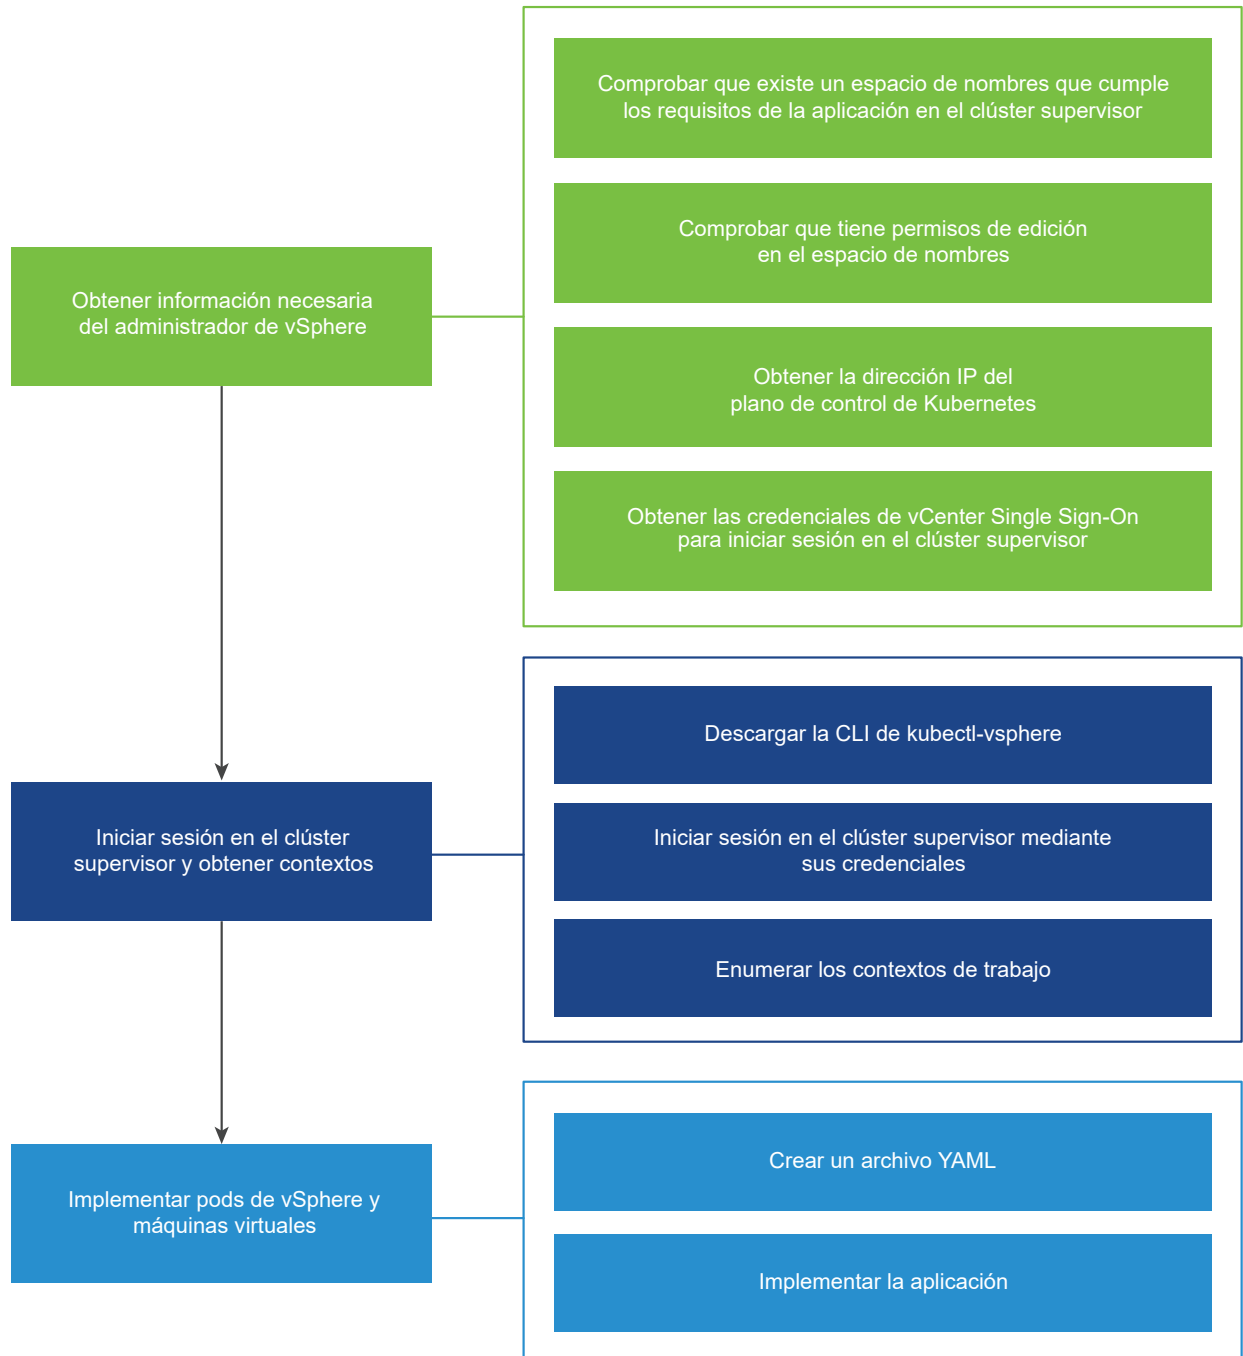 Obtener información necesaria
del administrador de vSphere
Comprobar que existe un espacio de nombres que cumple
los requisitos de la aplicación en el clúster supervisor
Comprobar que tiene permisos de edición
en el espacio de nombres
Obtener la dirección IP del
plano de control de Kubernetes
Obtener las credenciales de vCenter Single Sign-On
para iniciar sesión en el clúster supervisor
Iniciar sesión en el clúster
supervisor y obtener contextos
Descargar la CLI de kubectl-vsphere
Iniciar sesión en el clúster supervisor mediante
sus credenciales
Enumerar los contextos de trabajo
Implementar pods de vSphere y
máquinas virtuales
Crear un archivo YAML
Implementar la aplicación